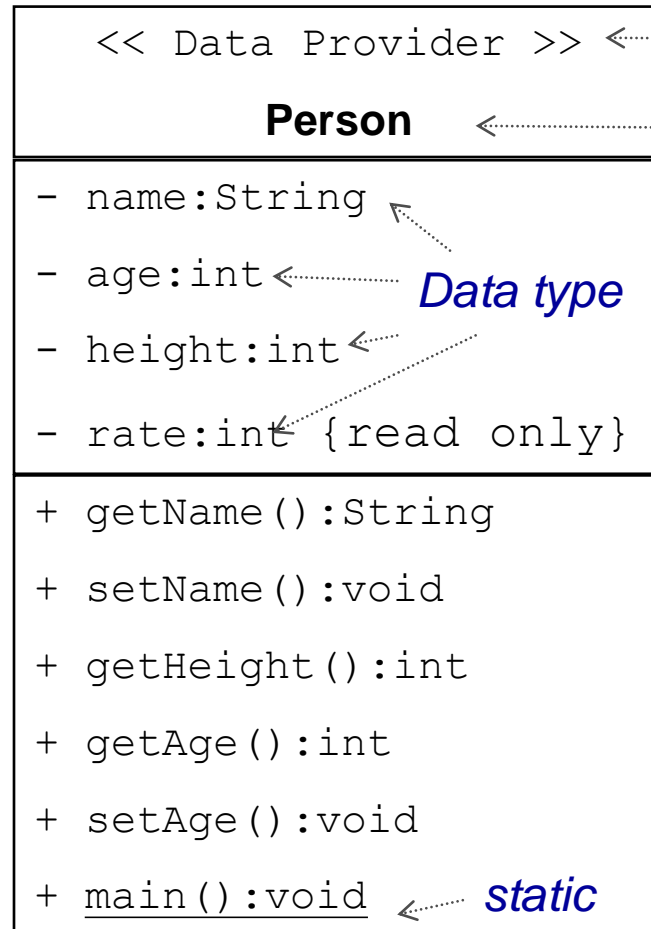 << Data Provider >>
Person
- name:String
- age:int
Data type
- height:int
- rate:int {read only}
+ getName():String
+ setName():void
+ getHeight():int
+ getAge():int
+ setAge():void
+ main():void static